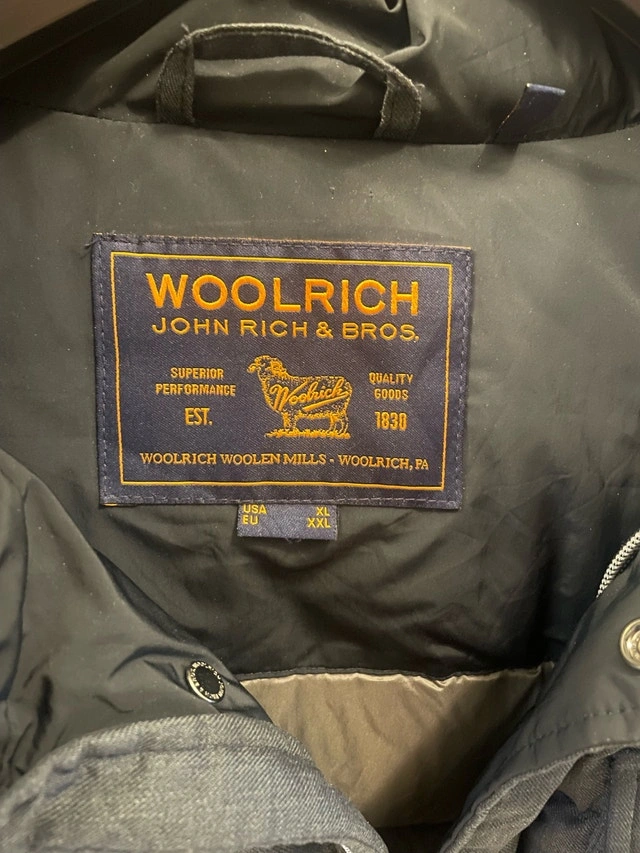 WOOLRICH
JOHN RICH & BROS.
SUPERIOR PERFORMANCE
QUALITY GOODS
Woolrich
EST. 1830
WOOLRICH WOOLEN MILLS - WOOLRICH, PA
USA XL
EU XXL